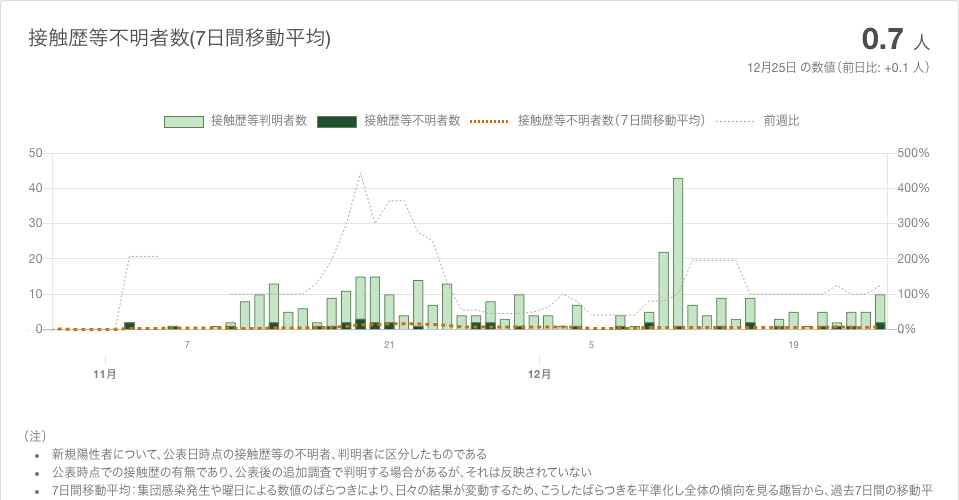 接触歴等不明者数(7日間移動平均)
0.7 人
12月25日 の数値（前日比: +0.1 人）
接触歴等判明者数 接触歴等不明者数 接触歴等不明者数（7日間移動平均） 前週比
50 500%
40 400%
30 300%
20 200%
10 100%
0 0%
7 21 5 19
11月 12月
（注）
新規陽性者について、公表日時点の接触歴等の不明者、判明者に区分したものである
公表時点での接触歴の有無であり、公表後の追加調査で判明する場合があるが、それは反映されていない
7日間移動平均：集団感染発生や曜日による数値のばらつきにより、日々の結果が変動するため、こうしたばらつきを平準化し全体の傾向を見る趣旨から、過去7日間の移動平